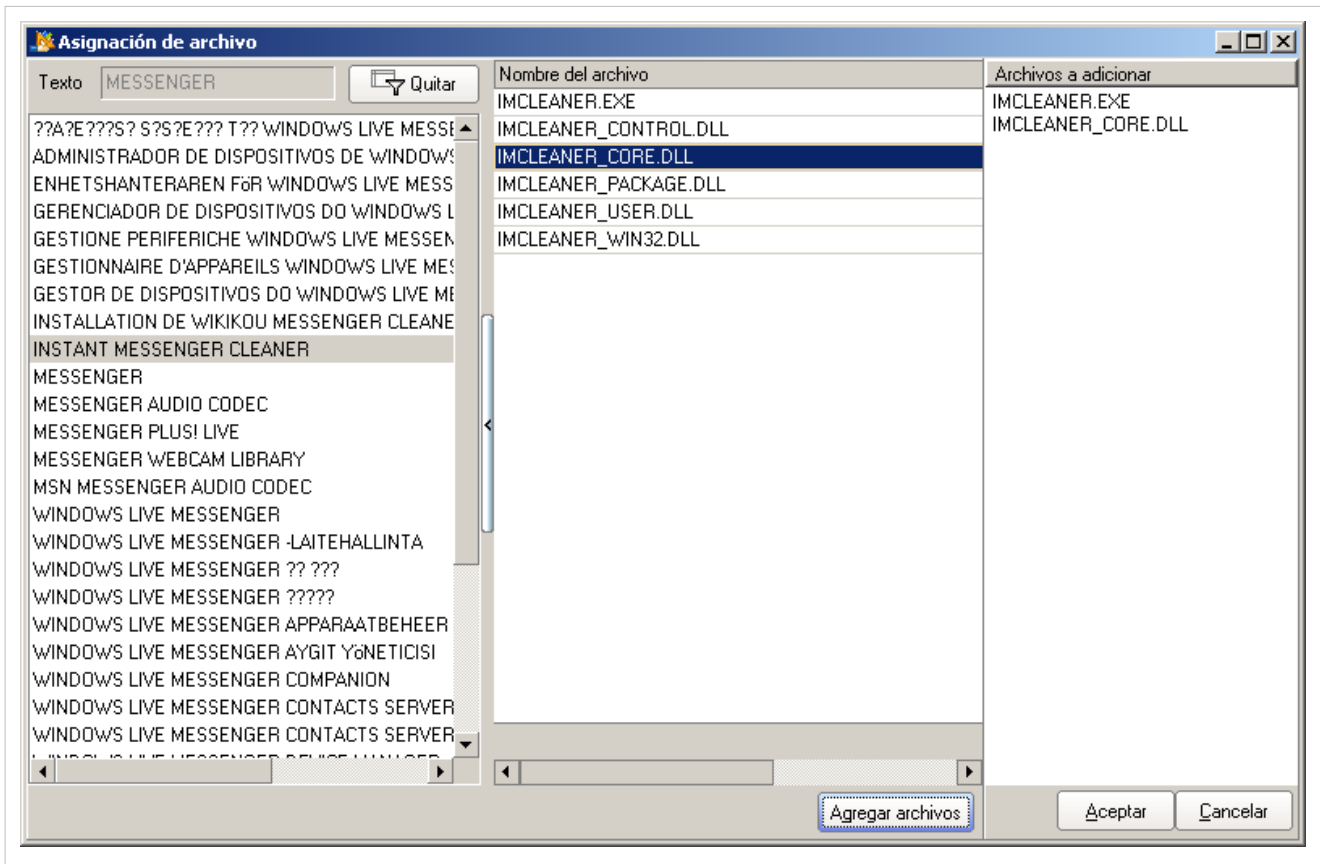 Asignación de archivo
Texto MESSENGER Quitar
??A?E???S? S?S?E??? T?? WINDOWS LIVE MESSE
ADMINISTRADOR DE DISPOSITIVOS DE WINDOWS
ENHETSHANTERAREN FöR WINDOWS LIVE MESS
GERENCIADOR DE DISPOSITIVOS DO WINDOWS L
GESTIONE PERIFERICHE WINDOWS LIVE MESSEN
GESTIONNAIRE D'APPAREILS WINDOWS LIVE MES
GESTOR DE DISPOSITIVOS DO WINDOWS LIVE ME
INSTALLATION DE WIKIKOU MESSENGER CLEANE
INSTANT MESSENGER CLEANER
MESSENGER
MESSENGER AUDIO CODEC
MESSENGER PLUS! LIVE
MESSENGER WEBCAM LIBRARY
MSN MESSENGER AUDIO CODEC
WINDOWS LIVE MESSENGER
WINDOWS LIVE MESSENGER -LAITEHALLINTA
WINDOWS LIVE MESSENGER ?? ???
WINDOWS LIVE MESSENGER ?????
WINDOWS LIVE MESSENGER APPARAATBEHEER
WINDOWS LIVE MESSENGER AYGIT YöNETICISI
WINDOWS LIVE MESSENGER COMPANION
WINDOWS LIVE MESSENGER CONTACTS SERVER
WINDOWS LIVE MESSENGER CONTACTS SERVER
Nombre del archivo
IMCLEANER.EXE
IMCLEANER_CONTROL.DLL
IMCLEANER_CORE.DLL
IMCLEANER_PACKAGE.DLL
IMCLEANER_USER.DLL
IMCLEANER_WIN32.DLL
Agregar archivos
Archivos a adicionar
IMCLEANER.EXE
IMCLEANER_CORE.DLL
Aceptar Cancelar